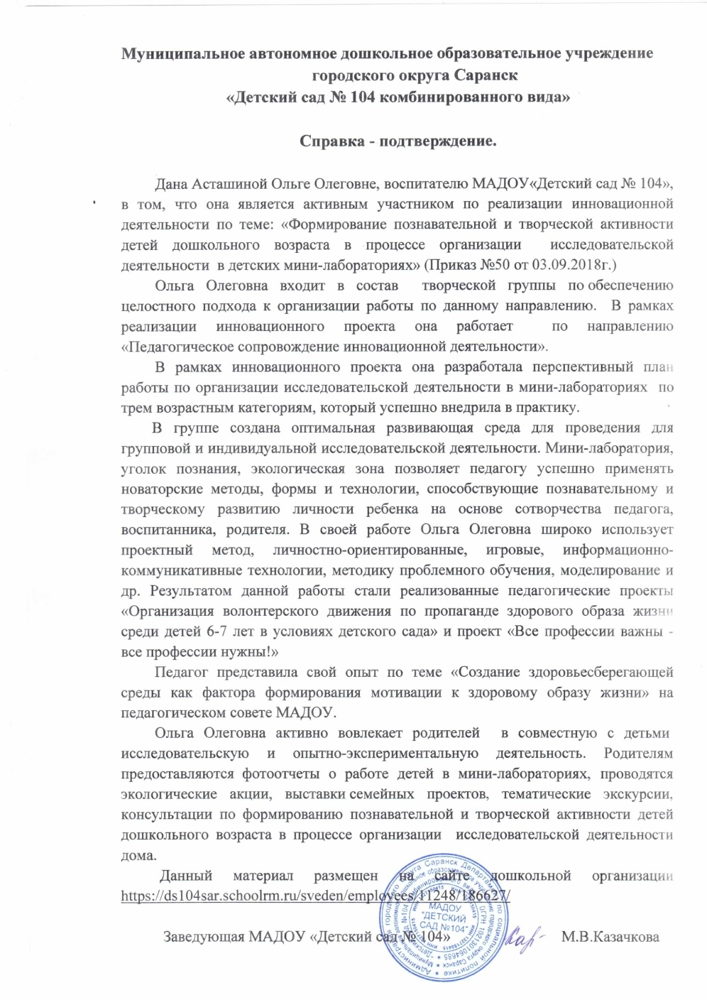 Муниципальное автономное дошкольное образовательное учреждение
городского округа Саранск
«Детский сад № 104 комбинированного вида»
Справка - подтверждение.
Дана Асташиной Ольге Олеговне, воспитателю МАДОУ«Детский сад № 104»,
в том, что она является активным участником по реализации инновационной
деятельности по теме: «Формирование познавательной и творческой активности
детей дошкольного возраста в процессе организации исследовательской
деятельности в детских мини-лабораториях» (Приказ №50 от 03.09.2018г.)
Ольга Олеговна входит в состав творческой группы по обеспечению
целостного подхода к организации работы по данному направлению. В рамках
реализации инновационного проекта она работает по направлению
«Педагогическое сопровождение инновационной деятельности».
В рамках инновационного проекта она разработала перспективный план
работы по организации исследовательской деятельности в мини-лабораториях по
трем возрастным категориям, который успешно внедрила в практику.
В группе создана оптимальная развивающая среда для проведения для
групповой и индивидуальной исследовательской деятельности. Мини-лаборатория,
уголок познания, экологическая зона позволяет педагогу успешно применять
новаторские методы, формы и технологии, способствующие познавательному и
творческому развитию личности ребенка на основе сотворчества педагога,
воспитанника, родителя. В своей работе Ольга Олеговна широко использует
проектный метод, личностно-ориентированные, игровые, информационно-
коммуникативные технологии, методику проблемного обучения, моделирование и
др. Результатом данной работы стали реализованные педагогические проекты
«Организация волонтерского движения по пропаганде здорового образа жизни
среди детей 6-7 лет в условиях детского сада» и проект «Все профессии важны -
все профессии нужны!»
Педагог представила свой опыт по теме «Создание здоровьесберегающей
среды как фактора формирования мотивации к здоровому образу жизни» на
педагогическом совете МАДОУ.
Ольга Олеговна активно вовлекает родителей в совместную с детьми
исследовательскую и опытно-экспериментальную деятельность. Родителям
предоставляются фотоотчеты о работе детей в мини-лабораториях, проводятся
экологические акции, выставки семейных проектов, тематические экскурсии,
консультации по формированию познавательной и творческой активности детей
дошкольного возраста в процессе организации исследовательской деятельности
дома.
Данный материал размещен на сайте дошкольной организации
https://ds104sar.schoolrm.ru/sveden/employees/11248/186627/
Заведующая МАДОУ «Детский сад № 104» М.В.Казачкова
МАДОУ
"ДЕТСКИЙ
САД №104"